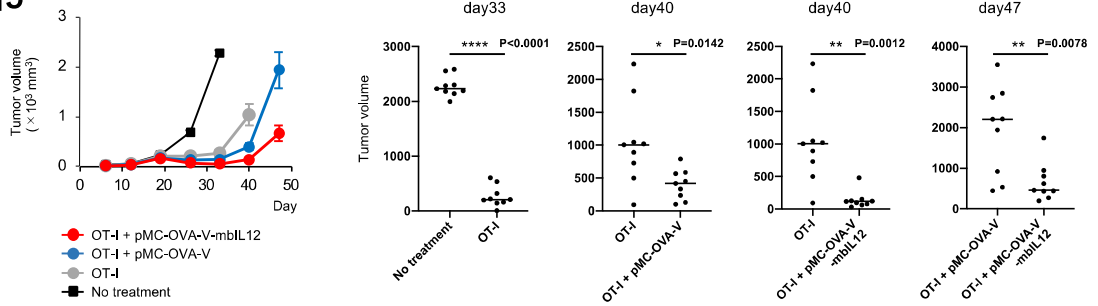 day33
day40
day40
day47
Tumor volume
( × 10³ mm³)
3
2
1
0
0
10
20
30
40
50
Day
OT-I + pMC-OVA-V-mbIL12
OT-I + pMC-OVA-V
OT-I
No treatment
Tumor volume
**** P<0.0001
3000
2000
1000
0
No treatment
OT-I
* P=0.0142
2500
2000
1500
1000
500
0
OT-I
OT-I + pMC-OVA-V
** P=0.0012
2500
2000
1500
1000
500
0
OT-I
OT-I + pMC-OVA-V
-mbIL12
** P=0.0078
4000
3000
2000
1000
0
OT-I + pMC-OVA-V
OT-I + pMC-OVA-V
-mbIL12